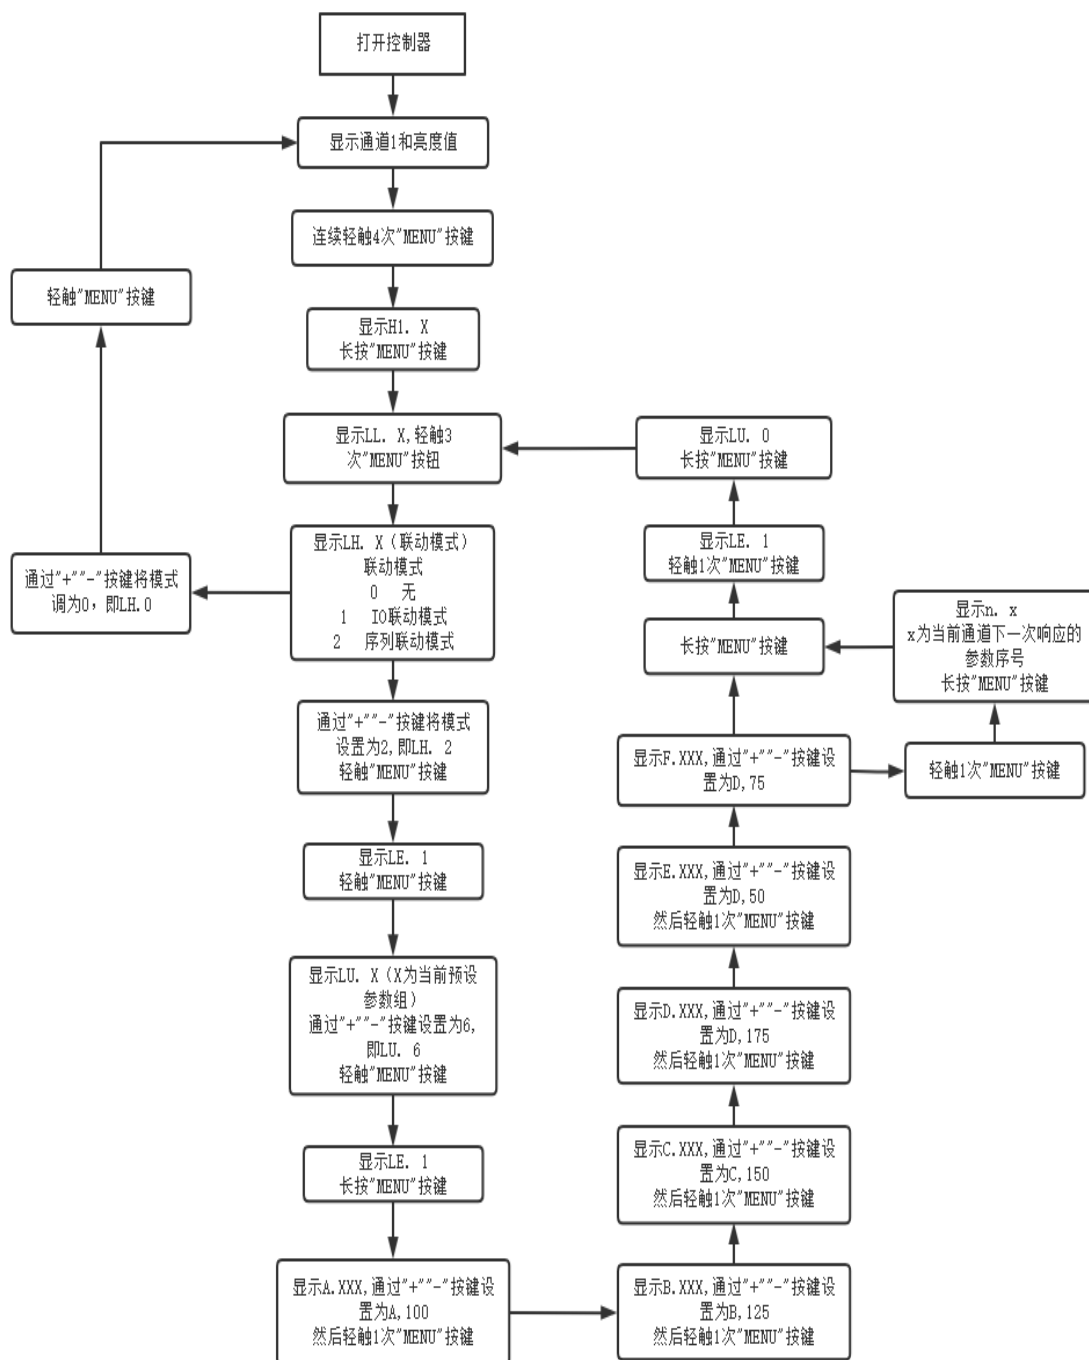 打开控制器
显示通道1和亮度值
连续轻触4次"MENU"按键
轻触"MENU"按键
显示H1. X
长按"MENU"按键
显示LL. X,轻触3
次"MENU"按钮
显示LU. 0
长按"MENU"按键
显示LH. X（联动模式）
联动模式
0 无
1 IO联动模式
2 序列联动模式
通过"+""-"按键将模式
调为0，即LH.0
显示LE. 1
轻触1次"MENU"按键
长按"MENU"按键
显示n. x
x为当前通道下一次响应的
参数序号
长按"MENU"按键
通过"+""-"按键将模式
设置为2,即LH. 2
轻触"MENU"按键
显示F.XXX,通过"+""-"按键设
置为D,75
轻触1次"MENU"按键
显示LE. 1
轻触"MENU"按键
显示E.XXX,通过"+""-"按键设
置为D,50
然后轻触1次"MENU"按键
显示LU. X（X为当前预设
参数组）
通过"+""-"按键设置为6,
即LU. 6
轻触"MENU"按键
显示D.XXX,通过"+""-"按键设
置为D,175
然后轻触1次"MENU"按键
显示LE. 1
长按"MENU"按键
显示C.XXX,通过"+""-"按键设
置为C,150
然后轻触1次"MENU"按键
显示A.XXX,通过"+""-"按键设
置为A,100
然后轻触1次"MENU"按键
显示B.XXX,通过"+""-"按键设
置为B,125
然后轻触1次"MENU"按键